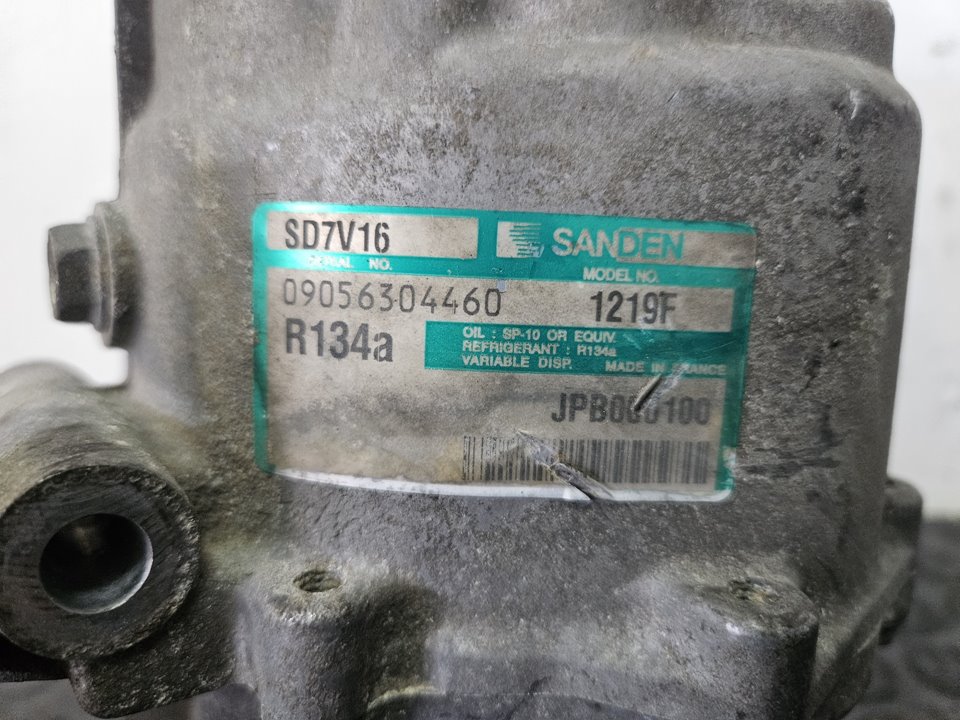 SD7V16 SANDEN
SERIAL NO. MODEL NO.
09056304460 1219F
R134a
OIL : SP-10 OR EQUIV.
REFRIGERANT : R134a
VARIABLE DISP. MADE IN FRANCE
JPB000100